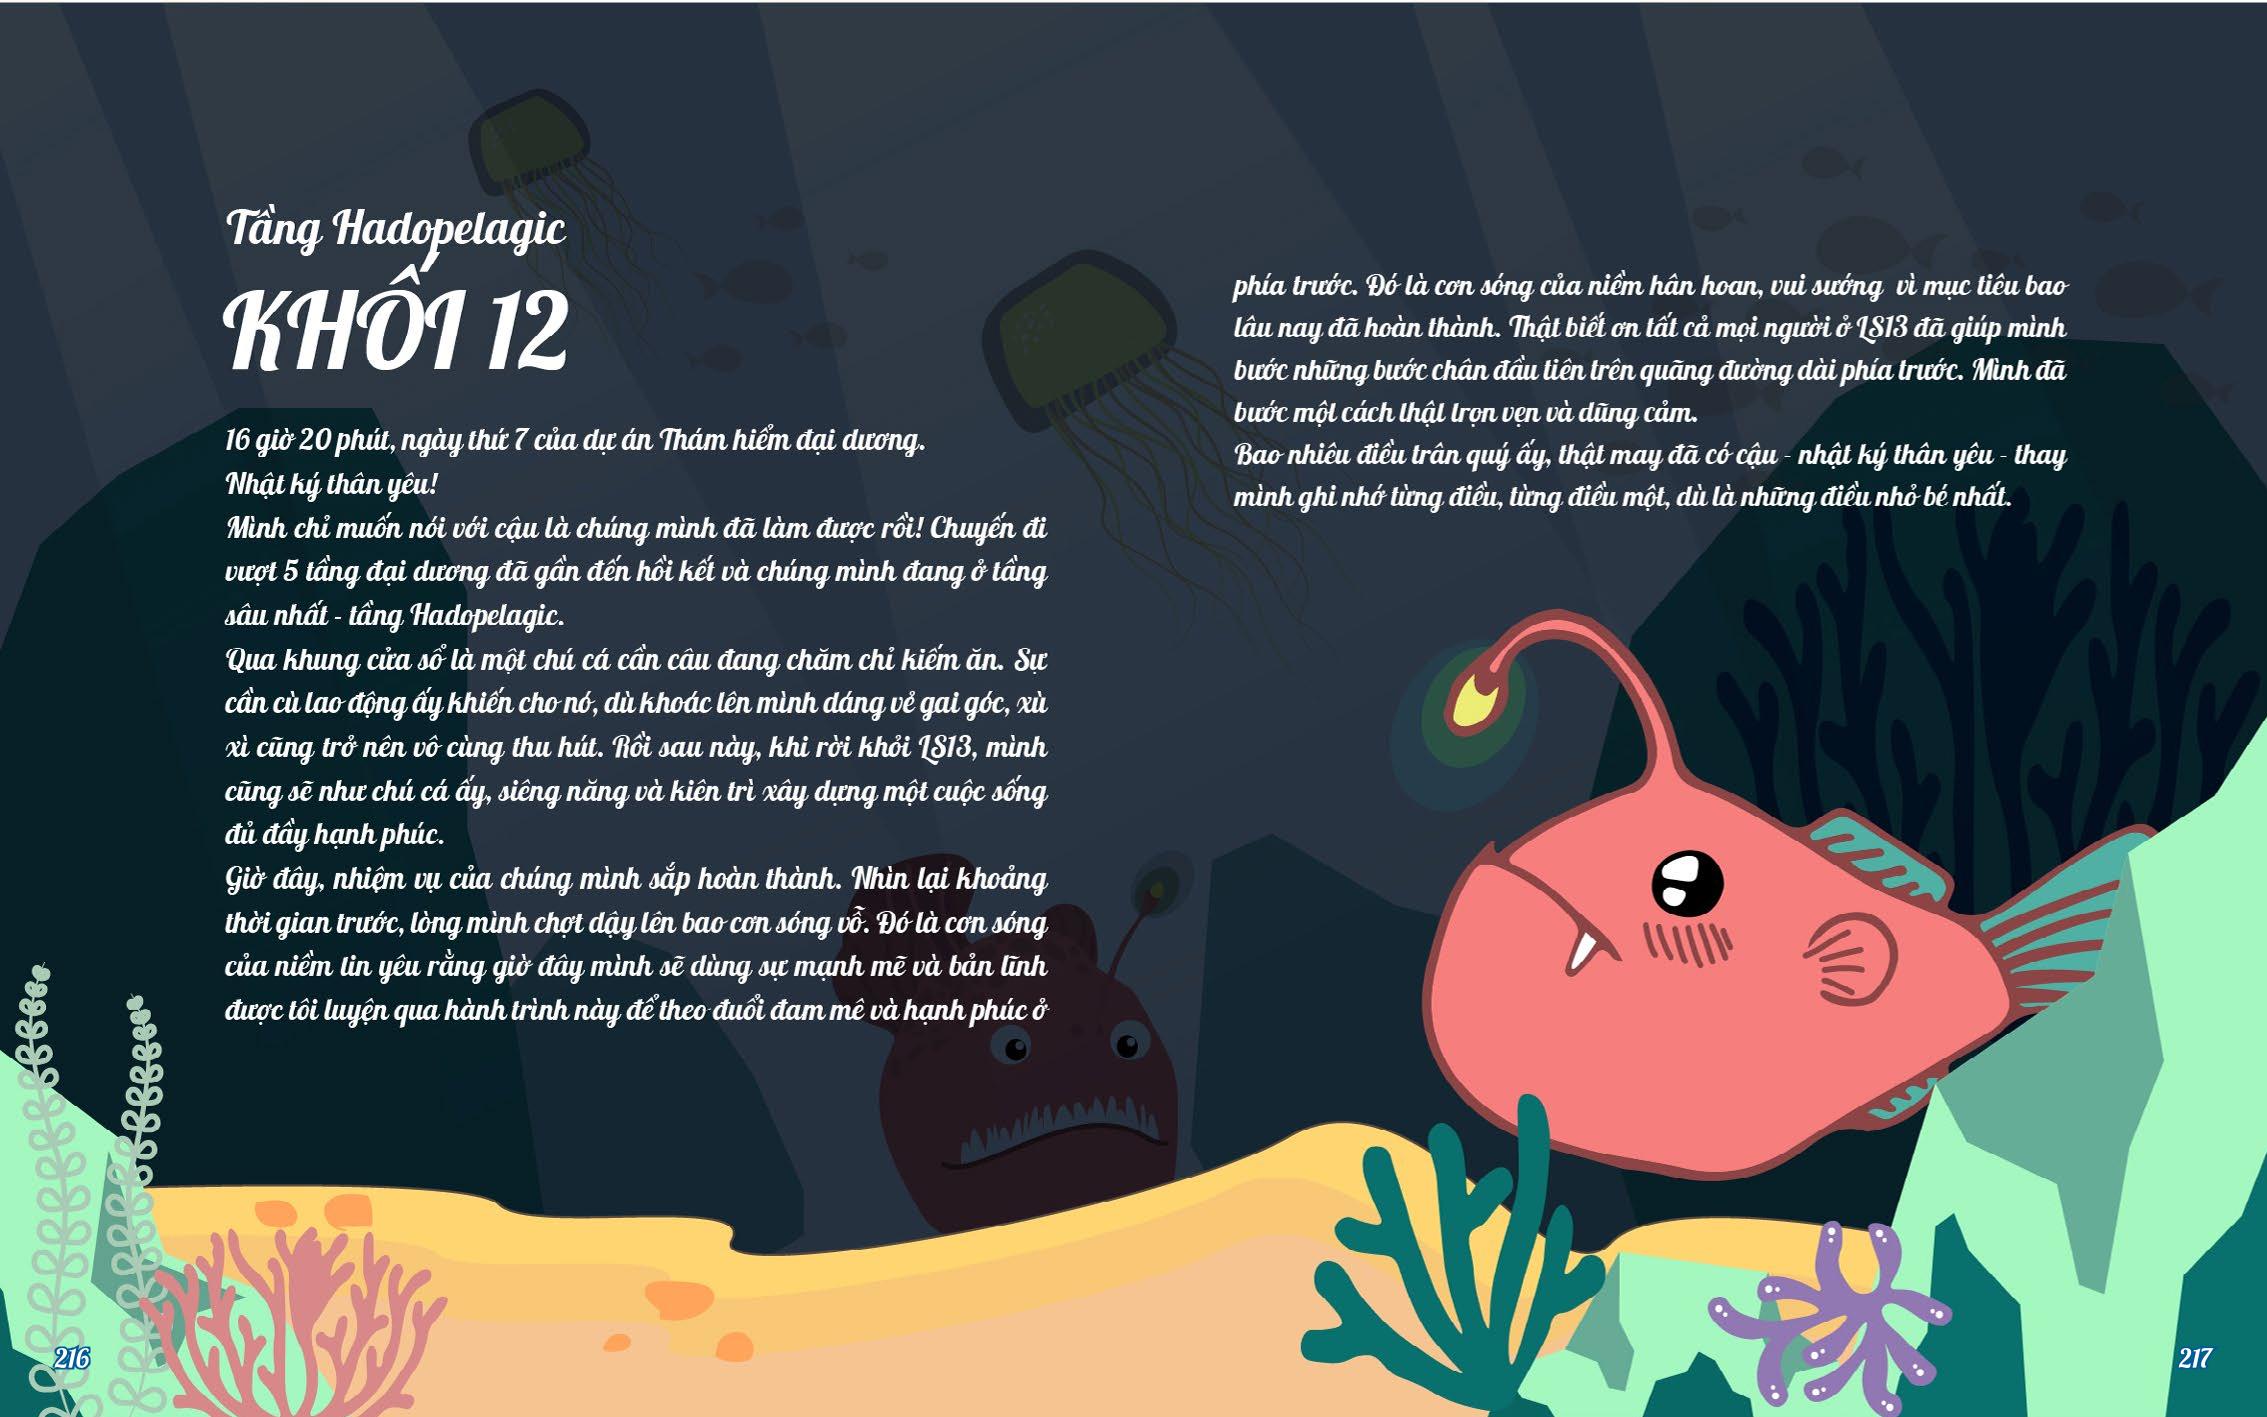 Tầng Hadopelagic
KHỐI 12
16 giờ 20 phút, ngày thứ 7 của dự án Thám hiểm đại dương.
Nhật ký thân yêu!
Mình chỉ muốn nói với cậu là chúng mình đã làm được rồi! Chuyến đi
vượt 5 tầng đại dương đã gần đến hồi kết và chúng mình đang ở tầng
sâu nhất - tầng Hadopelagic.
Qua khung cửa sổ là một chú cá cần câu đang chăm chỉ kiếm ăn. Sự
cần cù lao động ấy khiến cho nó, dù khoác lên mình dáng vẻ gai góc, xù
xì cũng trở nên vô cùng thu hút. Rồi sau này, khi rời khỏi LS13, mình
cũng sẽ như chú cá ấy, siêng năng và kiên trì xây dựng một cuộc sống
đủ đầy hạnh phúc.
Giờ đây, nhiệm vụ của chúng mình sắp hoàn thành. Nhìn lại khoảng
thời gian trước, lòng mình chợt dậy lên bao cơn sóng vỗ. Đó là cơn sóng
của niềm tin yêu rằng giờ đây mình sẽ dùng sự mạnh mẽ và bản lĩnh
được tôi luyện qua hành trình này để theo đuổi đam mê và hạnh phúc ở
phía trước. Đó là cơn sóng của niềm hân hoan, vui sướng vì mục tiêu bao
lâu nay đã hoàn thành. Thật biết ơn tất cả mọi người ở LS13 đã giúp mình
bước những bước chân đầu tiên trên quãng đường dài phía trước. Mình đã
bước một cách thật trọn vẹn và dũng cảm.
Bao nhiêu điều trân quý ấy, thật may đã có cậu - nhật ký thân yêu - thay
mình ghi nhớ từng điều, từng điều một, dù là những điều nhỏ bé nhất.
216
217